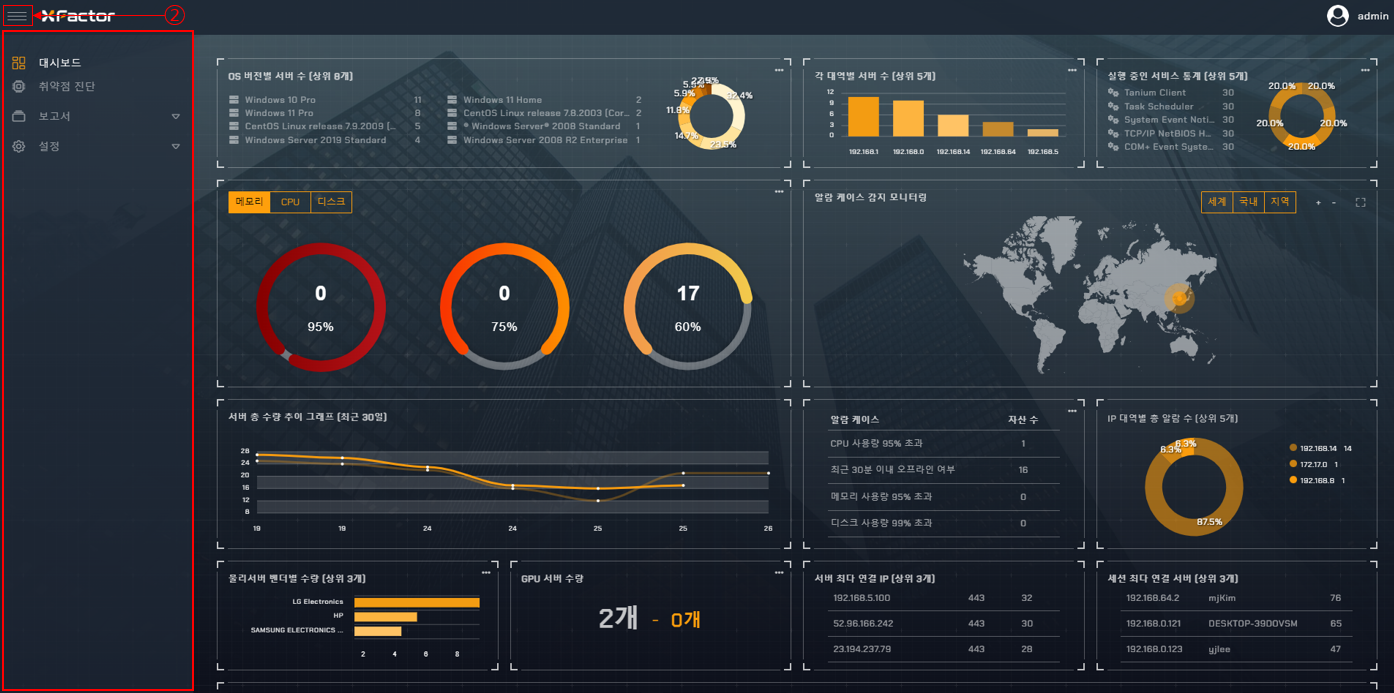 XFactor
②
admin
대시보드
취약점 진단
보고서
설정
OS 버전별 서버 수 (상위 8개)
Windows 10 Pro 11
Windows 11 Pro 8
CentOS Linux release 7.9.2009 (... 5
Windows Server 2019 Standard 4
Windows 11 Home 2
CentOS Linux release 7.8.2003 (Cor... 2
Windows Server® 2008 Standard 1
Windows Server 2008 R2 Enterprise 1
32.4%
23.5%
14.7%
11.8%
5.9%
5.9%
각 대역별 서버 수 (상위 5개)
12
9
6
3
0
192.168.1 192.168.0 192.168.14 192.168.64 192.168.5
실행 중인 서비스 통계 (상위 5개)
Tanium Client 30
Task Scheduler 30
System Event Noti... 30
TCP/IP NetBIOS H... 30
COM+ Event Syste... 30
20.0% 20.0%
20.0% 20.0%
20.0%
메모리 CPU 디스크
0
95%
0
75%
17
60%
알람 케이스 감지 모니터링
세계 국내 지역 + -
서버 총 수량 추이 그래프 (최근 30일)
28
24
20
16
12
8
19 19 24 24 25 25 26
알람 케이스 자산 수
CPU 사용량 95% 초과 1
최근 30분 이내 오프라인 여부 16
메모리 사용량 95% 초과 0
디스크 사용량 99% 초과 0
IP 대역별 총 알람 수 (상위 5개)
6.3%
6.3%
87.5%
192.168.14 14
172.17.0 1
192.168.8 1
물리서버 벤더별 수량 (상위 3개)
LG Electronics
HP
SAMSUNG ELECTRONICS ...
2 4 6 8
GPU 서버 수량
2개 - 0개
서버 최다 연결 IP (상위 3개)
192.168.5.100 443 32
52.96.166.242 443 30
23.194.237.79 443 28
세션 최다 연결 서버 (상위 3개)
192.168.64.2 mjKim 76
192.168.0.121 DESKTOP-39D0VSM 65
192.168.0.123 yjlee 47